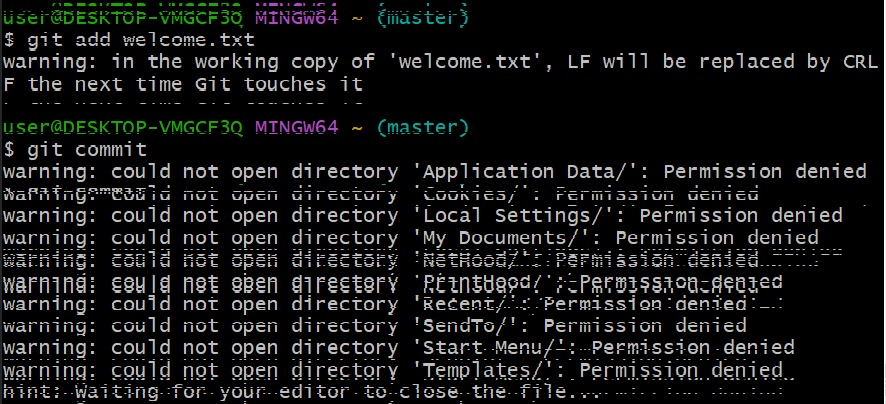 user@DESKTOP-VMGCF3Q MINGW64 ~ (master)
$ git add welcome.txt
warning: in the working copy of 'welcome.txt', LF will be replaced by CRL
F the next time Git touches it
user@DESKTOP-VMGCF3Q MINGW64 ~ (master)
$ git commit
warning: could not open directory 'Application Data/': Permission denied
warning: could not open directory 'Cookies/': Permission denied
warning: could not open directory 'Local Settings/': Permission denied
warning: could not open directory 'My Documents/': Permission denied
warning: could not open directory 'NetHood/': Permission denied
warning: could not open directory 'PrintHood/': Permission denied
warning: could not open directory 'Recent/': Permission denied
warning: could not open directory 'SendTo/': Permission denied
warning: could not open directory 'Start Menu/': Permission denied
warning: could not open directory 'Templates/': Permission denied
hint: Waiting for your editor to close the file...